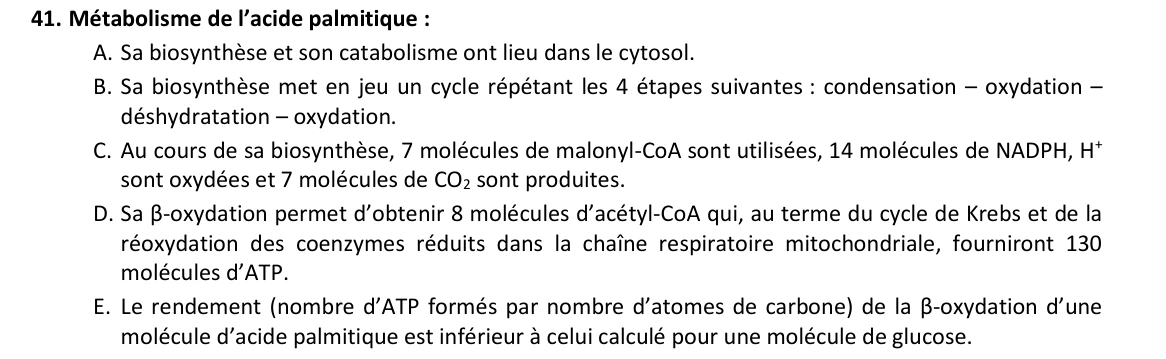 41. Métabolisme de l’acide palmitique :
A. Sa biosynthèse et son catabolisme ont lieu dans le cytosol.
B. Sa biosynthèse met en jeu un cycle répétant les 4 étapes suivantes : condensation – oxydation –
déshydratation – oxydation.
C. Au cours de sa biosynthèse, 7 molécules de malonyl-CoA sont utilisées, 14 molécules de NADPH, H⁺
sont oxydées et 7 molécules de CO₂ sont produites.
D. Sa β-oxydation permet d’obtenir 8 molécules d’acétyl-CoA qui, au terme du cycle de Krebs et de la
réoxydation des coenzymes réduits dans la chaîne respiratoire mitochondriale, fourniront 130
molécules d’ATP.
E. Le rendement (nombre d’ATP formés par nombre d’atomes de carbone) de la β-oxydation d’une
molécule d’acide palmitique est inférieur à celui calculé pour une molécule de glucose.